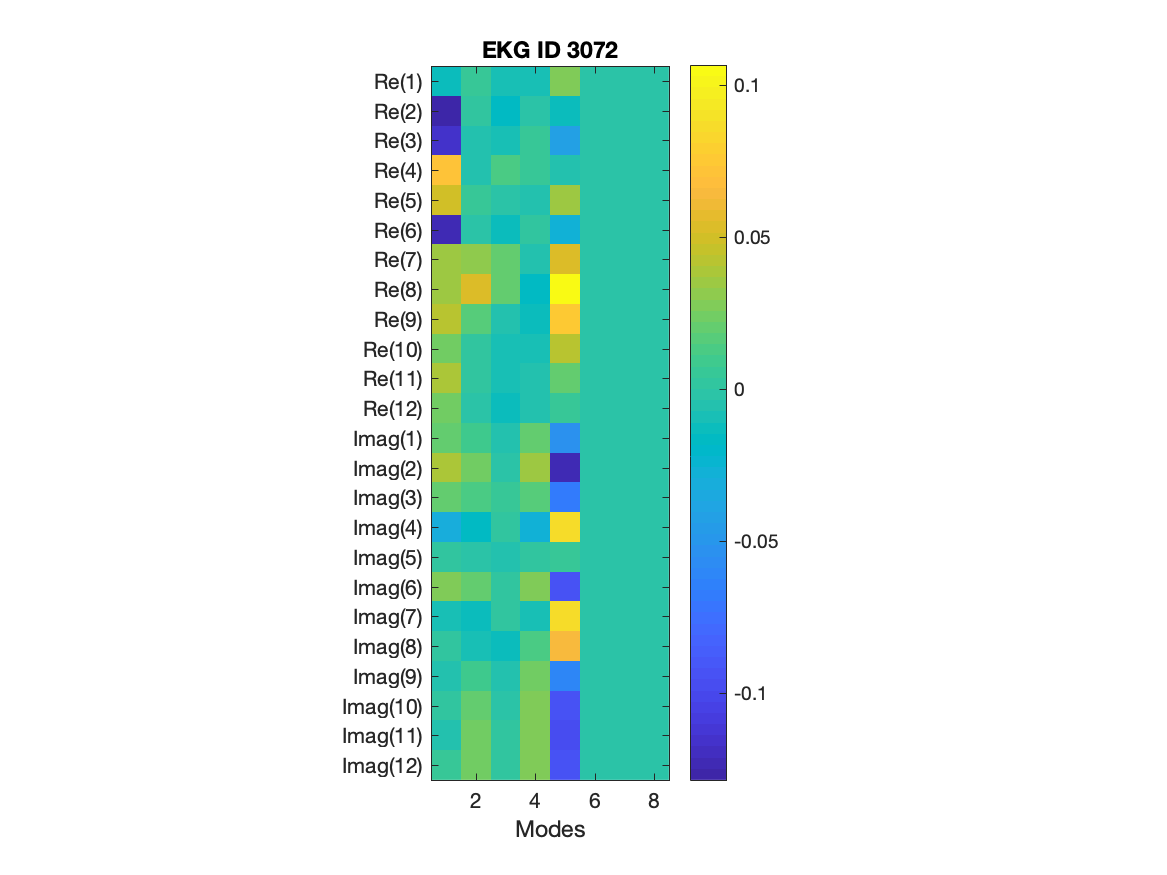 EKG ID 3072
Re(1)
Re(2)
Re(3)
Re(4)
Re(5)
Re(6)
Re(7)
Re(8)
Re(9)
Re(10)
Re(11)
Re(12)
Imag(1)
Imag(2)
Imag(3)
Imag(4)
Imag(5)
Imag(6)
Imag(7)
Imag(8)
Imag(9)
Imag(10)
Imag(11)
Imag(12)
2 4 6 8
Modes
0.1
0.05
0
-0.05
-0.1